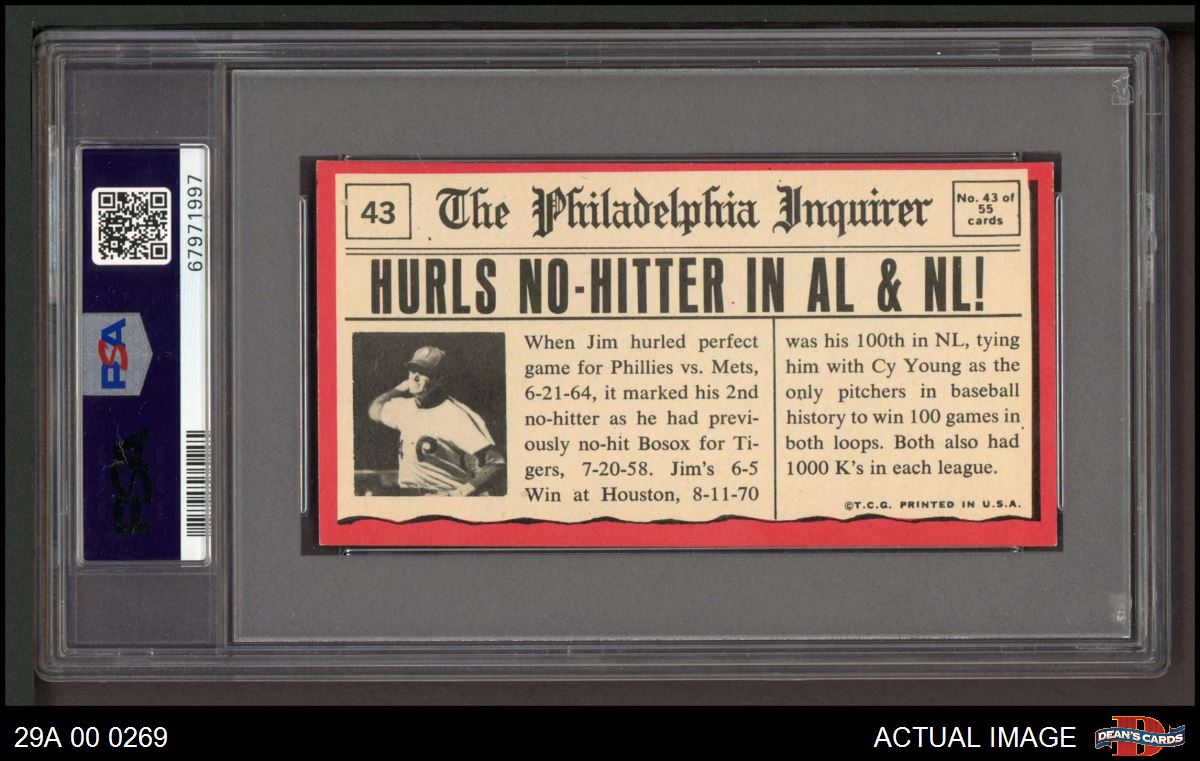 67971997
PSA
PSA
43
The Philadelphia Inquirer
No. 43 of
55
cards
HURLS NO-HITTER IN AL & NL!
When Jim hurled perfect
game for Phillies vs. Mets,
6-21-64, it marked his 2nd
no-hitter as he had previ-
ously no-hit Bosox for Ti-
gers, 7-20-58. Jim's 6-5
Win at Houston, 8-11-70
was his 100th in NL, tying
him with Cy Young as the
only pitchers in baseball
history to win 100 games in
both loops. Both also had
1000 K's in each league.
©T.C.G. PRINTED IN U.S.A.
29A 00 0269
ACTUAL IMAGE
DEAN'S CARDS